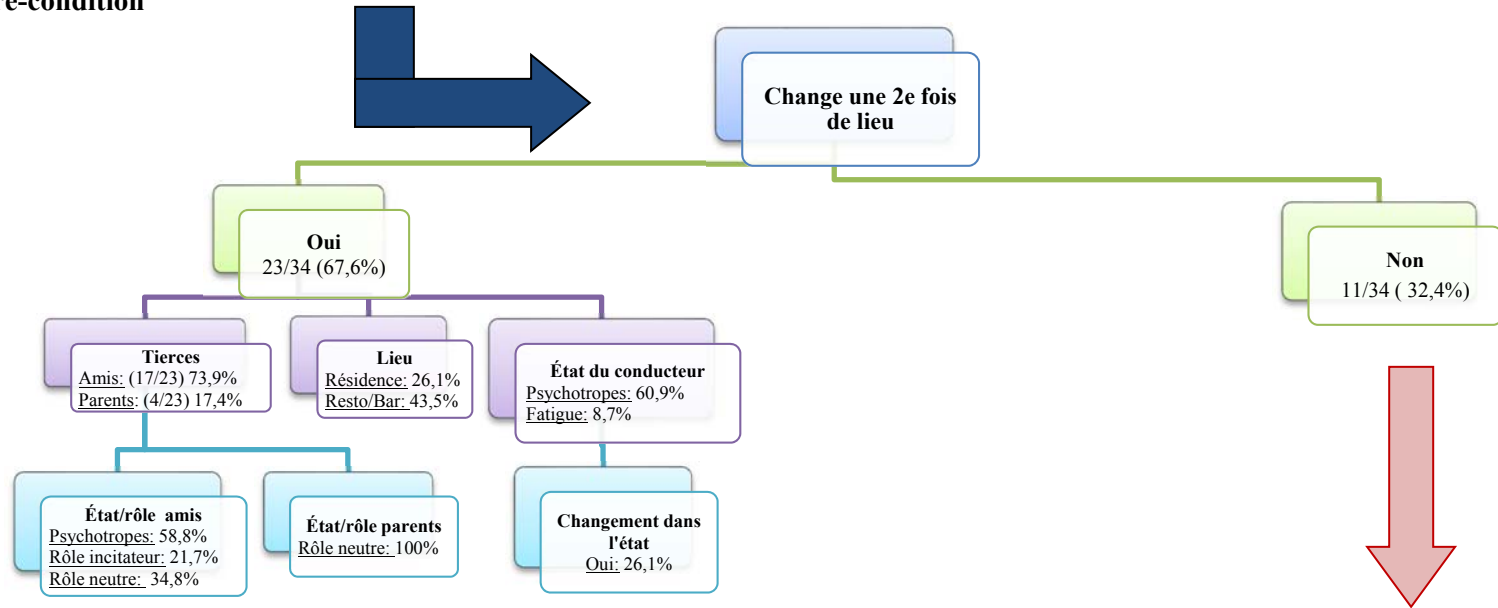 re-condition
Change une 2e fois
de lieu
Oui
23/34 (67,6%)
Non
11/34 ( 32,4%)
Tierces
Amis: (17/23) 73,9%
Parents: (4/23) 17,4%
Lieu
Résidence: 26,1%
Resto/Bar: 43,5%
État du conducteur
Psychotropes: 60,9%
Fatigue: 8,7%
État/rôle amis
Psychotropes: 58,8%
Rôle incitateur: 21,7%
Rôle neutre: 34,8%
État/rôle parents
Rôle neutre: 100%
Changement dans
l'état
Oui: 26,1%